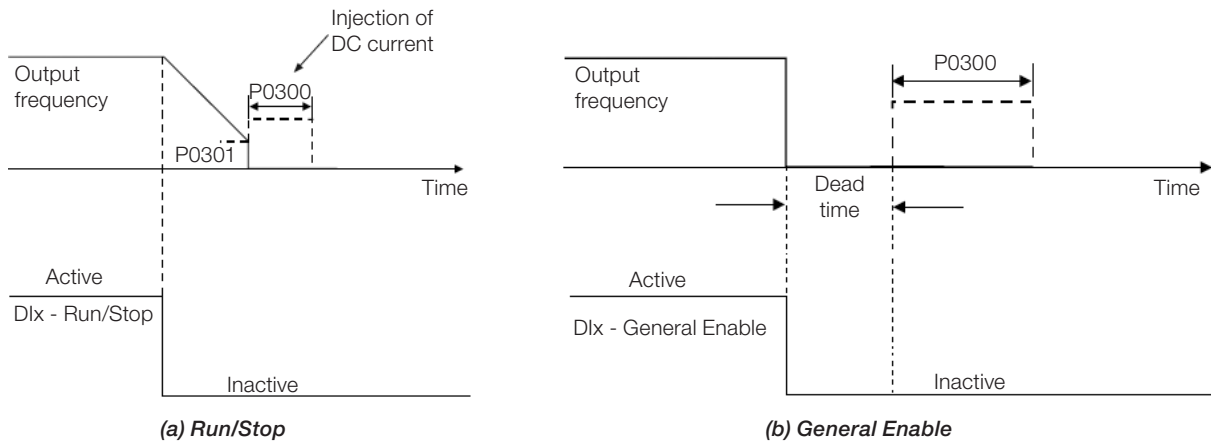 Injection of
DC current
Output
frequency
P0300
P0301
Time
Active
DIx - Run/Stop
Inactive
(a) Run/Stop
Output
frequency
P0300
Dead
time
Time
Active
DIx - General Enable
Inactive
(b) General Enable